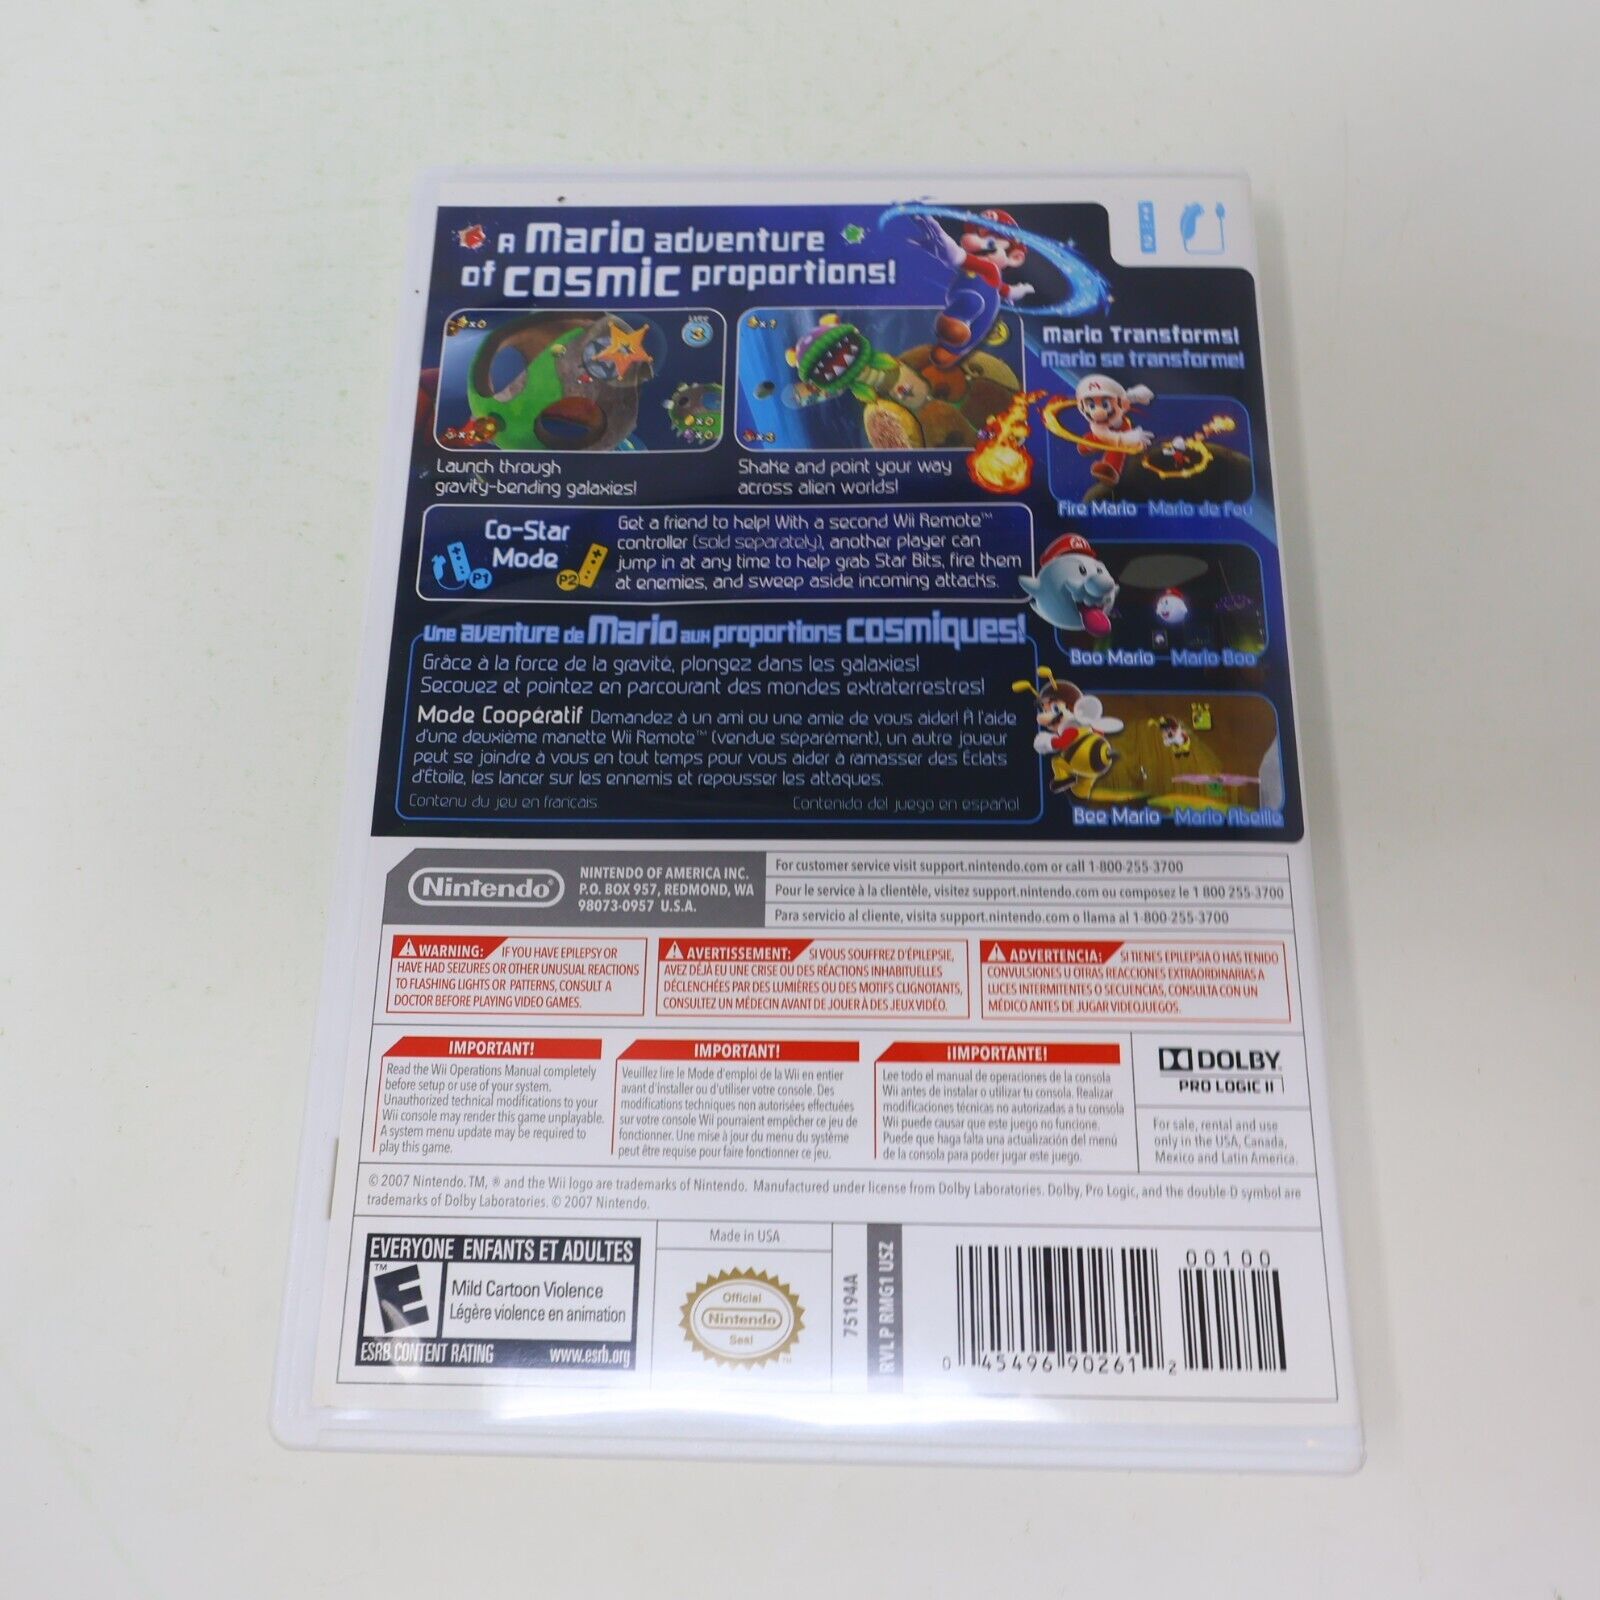 A Mario adventure
of COSMIC proportions!
Mario Transforms!
Mario se transforme!
Launch through
gravity-bending galaxies!
Shake and point your way
across alien worlds!
Fire Mario Mario de Feu
Co-Star
Mode
P1
P2
Get a friend to help! With a second Wii Remote™
controller (sold separately), another player can
jump in at any time to help grab Star Bits, fire them
at enemies, and sweep aside incoming attacks.
Boo Mario Mario Boo
Une aventure de Mario aux proportions cosmiques!
Grâce à la force de la gravité, plongez dans les galaxies!
Secouez et pointez en parcourant des mondes extraterrestres!
Mode Coopératif Demandez à un ami ou une amie de vous aider! À l'aide
d'une deuxième manette Wii Remote™ (vendue séparément), un autre joueur
peut se joindre à vous en tout temps pour vous aider à ramasser des Éclats
d'Étoile, les lancer sur les ennemis et repousser les attaques.
Contenu du jeu en français
Contenido del juego en español
Bee Mario Mario Abeille
Nintendo
NINTENDO OF AMERICA INC.
P.O. BOX 957, REDMOND, WA
98073-0957 U.S.A.
For customer service visit support.nintendo.com or call 1-800-255-3700
Pour le service à la clientèle, visitez support.nintendo.com ou composez le 1 800 255-3700
Para servicio al cliente, visita support.nintendo.com o llama al 1-800-255-3700
WARNING: IF YOU HAVE EPILEPSY OR
HAVE HAD SEIZURES OR OTHER UNUSUAL REACTIONS
TO FLASHING LIGHTS OR PATTERNS, CONSULT A
DOCTOR BEFORE PLAYING VIDEO GAMES.
AVERTISSEMENT: SI VOUS SOUFFREZ D'ÉPILEPSIE,
AVEZ DÉJÀ EU UNE CRISE OU DES RÉACTIONS INHABITUELLES
DÉCLENCHÉES PAR DES LUMIÈRES OU DES MOTIFS CLIGNOTANTS,
CONSULTEZ UN MÉDECIN AVANT DE JOUER À DES JEUX VIDÉO.
ADVERTENCIA: SI TIENES EPILEPSIA O HAS TENIDO
CONVULSIONES U OTRAS REACCIONES EXTRAORDINARIAS A
LUCES INTERMITENTES O SECUENCIAS, CONSULTA CON UN
MÉDICO ANTES DE JUGAR VIDEOJUEGOS.
IMPORTANT!
Read the Wii Operations Manual completely
before setup or use of your system.
Unauthorized technical modifications to your
Wii console may render this game unplayable.
A system menu update may be required to
play this game.
IMPORTANT!
Veuillez lire le Mode d'emploi de la Wii en entier
avant d'installer ou d'utiliser votre console. Des
modifications techniques non autorisées effectuées
sur votre console Wii pourraient empêcher ce jeu de
fonctionner. Une mise à jour du menu du système
peut être requise pour faire fonctionner ce jeu.
¡IMPORTANTE!
Lee todo el manual de operaciones de la consola
Wii antes de instalar o utilizar tu consola. Realizar
modificaciones técnicas no autorizadas a tu consola
Wii puede causar que este juego no funcione.
Puede que haga falta una actualización del menú
de la consola para poder jugar este juego.
DOLBY
PRO LOGIC II
For sale, rental and use
only in the USA, Canada,
Mexico and Latin America.
© 2007 Nintendo. TM, ® and the Wii logo are trademarks of Nintendo. Manufactured under license from Dolby Laboratories. Dolby, Pro Logic, and the double-D symbol are
trademarks of Dolby Laboratories. © 2007 Nintendo.
EVERYONE ENFANTS ET ADULTES
E
Mild Cartoon Violence
Légère violence en animation
ESRB CONTENT RATING www.esrb.org
Made in USA
Official
Nintendo
Seal
75194A
RVL P RMG1 USZ
0 45496 90261 2
00100